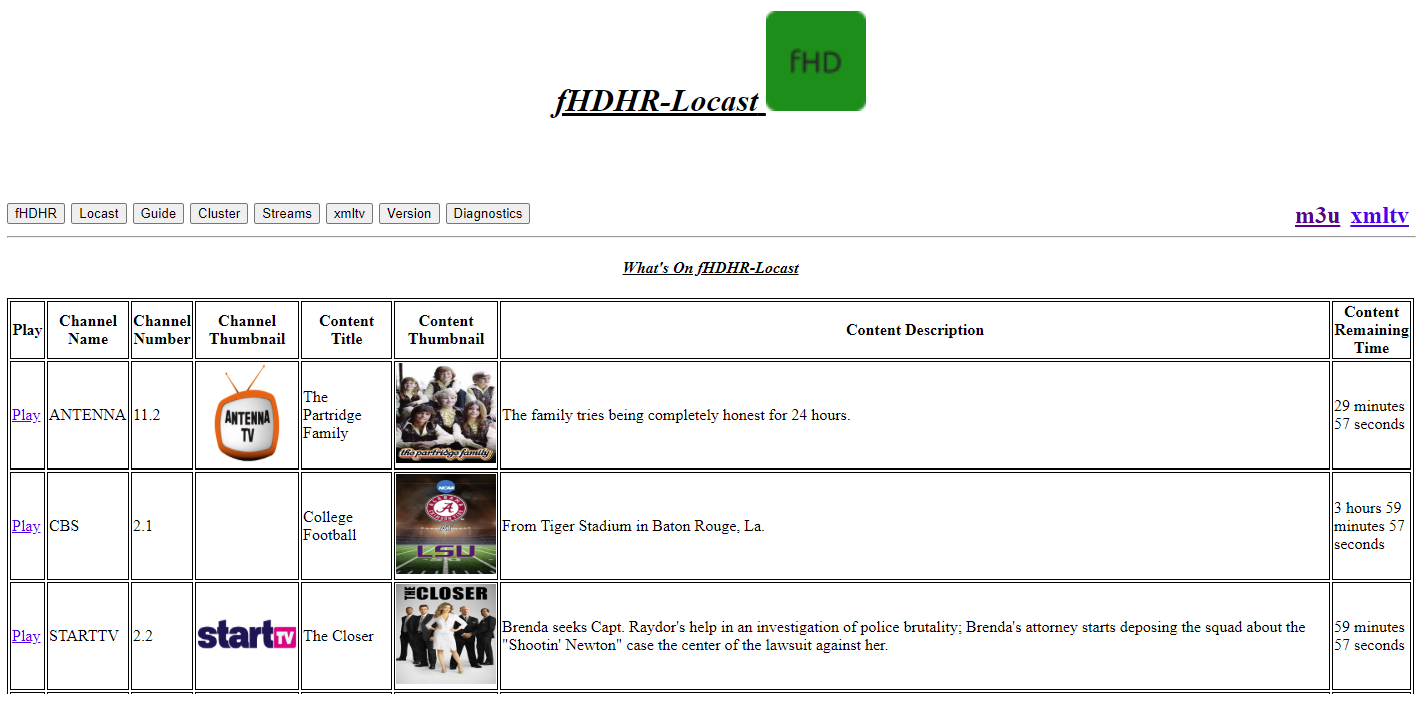 fHD
fHDHR-Locast
fHDHR Locast Guide Cluster Streams xmltv Version Diagnostics
m3u xmltv
What's On fHDHR-Locast
Play
Channel
Name
Channel
Number
Channel
Thumbnail
Content
Title
Content
Thumbnail
Content Description
Content
Remaining
Time
Play
ANTENNA
11.2
ANTENNA
TV
The
Partridge
Family
the partridge family
The family tries being completely honest for 24 hours.
29 minutes
57 seconds
Play
CBS
2.1
College
Football
NCAA
ALABAMA
A
LSU
From Tiger Stadium in Baton Rouge, La.
3 hours 59
minutes 57
seconds
Play
STARTTV
2.2
start TV
The Closer
THE CLOSER
Brenda seeks Capt. Raydor's help in an investigation of police brutality; Brenda's attorney starts deposing the squad about the
"Shootin' Newton" case the center of the lawsuit against her.
59 minutes
57 seconds